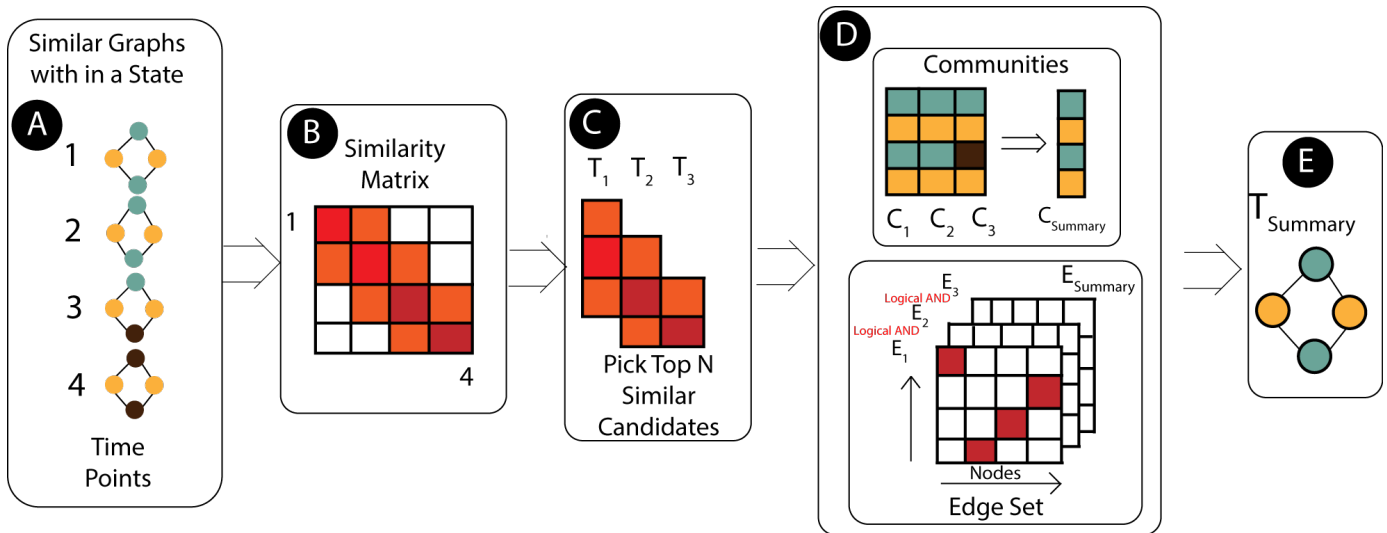 Similar Graphs
with in a State
A
1
2
3
4
Time
Points
B
Similarity
Matrix
1
4
C
T1 T2 T3
Pick Top N
Similar
Candidates
D
Communities
C1 C2 C3
CSummary
ESummary
E3
Logical AND
E2
Logical AND
E1
Nodes
Edge Set
E
TSummary